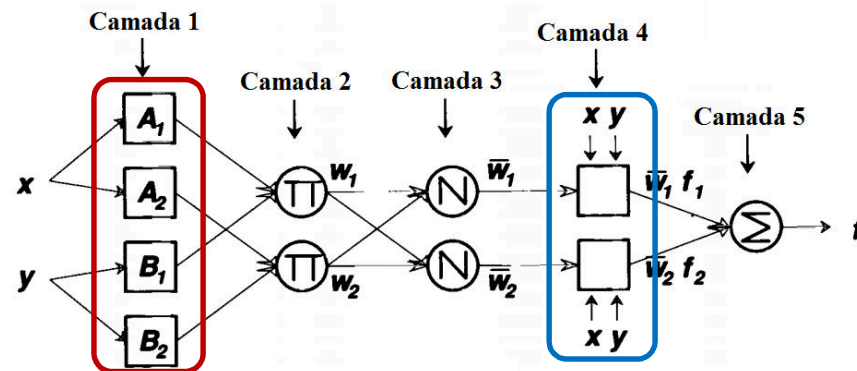 Camada 1
Camada 4
Camada 2
Camada 3
x y
Camada 5
A₁
x
A₂
∏
w₁
N
w̅₁
w̅₁ f₁
Σ
f
y
B₁
∏
w₂
N
w̅₂
w̅₂ f₂
B₂
x y